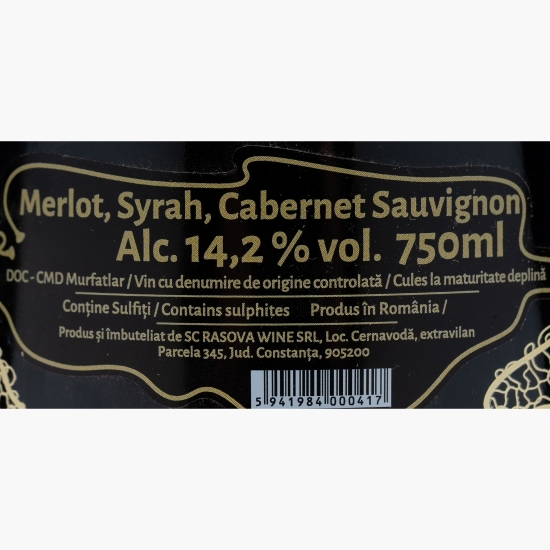 Merlot, Syrah, Cabernet Sauvignon
Alc. 14,2 % vol. 750ml
DOC - CMD Murfatlar / Vin cu denumire de origine controlată / Cules la maturitate deplină
Conține Sulfiți / Contains sulphites Produs în România /
Produs și îmbuteliat de SC RASOVA WINE SRL, Loc. Cernavodă, extravilan
Parcela 345, Jud. Constanța, 905200
5 941984 000417